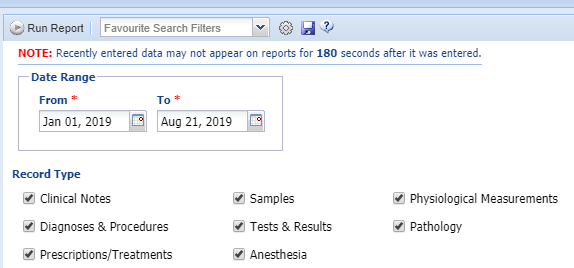 Run Report Favourite Search Filters
NOTE: Recently entered data may not appear on reports for 180 seconds after it was entered.
Date Range
From * To *
Jan 01, 2019 Aug 21, 2019
Record Type
Clinical Notes Samples Physiological Measurements
Diagnoses & Procedures Tests & Results Pathology
Prescriptions/Treatments Anesthesia